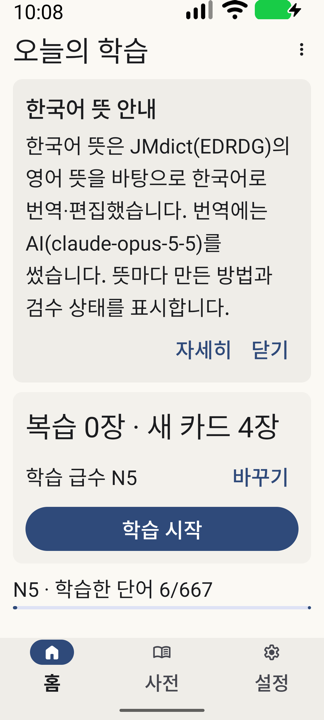 10:08
오늘의 학습
한국어 뜻 안내
한국어 뜻은 JMdict(EDRDG)의
영어 뜻을 바탕으로 한국어로
번역·편집했습니다. 번역에는
AI(claude-opus-5-5)를
썼습니다. 뜻마다 만든 방법과
검수 상태를 표시합니다.
자세히 닫기
복습 0장 · 새 카드 4장
학습 급수 N5 바꾸기
학습 시작
N5 · 학습한 단어 6/667
홈 사전 설정